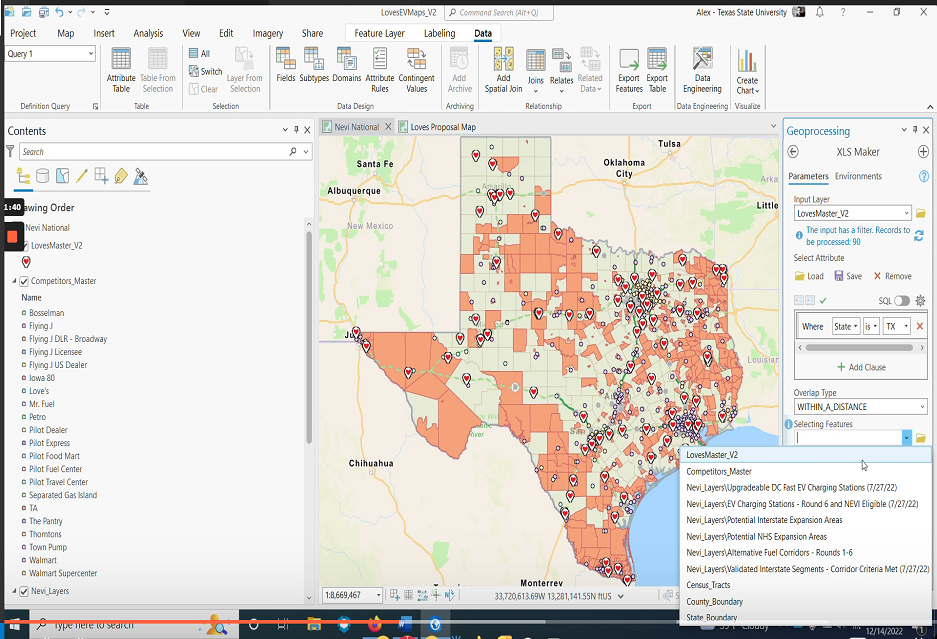 LovesEVMaps_V2
Command Search (Alt+Q)
Alex - Texas State University
Project
Map
Insert
Analysis
View
Edit
Imagery
Share
Feature Layer
Labeling
Data
Query 1
Attribute Table
Table From Selection
All
Switch
Clear
Layer From Selection
Fields
Subtypes
Domains
Attribute Rules
Contingent Values
Add Archive
Add Spatial Join
Joins
Relates
Related Data
Export Features
Export Table
Data Engineering
Create Chart
Definition Query
Table
Selection
Data Design
Archiving
Relationship
Export
Data Engineering
Visualize
Contents
Search
1:40
wing Order
Nevi National
LovesMaster_V2
Competitors_Master
Name
Bosselman
Flying J
Flying J DLR - Broadway
Flying J Licensee
Flying J US Dealer
Iowa 80
Love's
Mr. Fuel
Petro
Pilot Dealer
Pilot Express
Pilot Food Mart
Pilot Fuel Center
Pilot Travel Center
Separated Gas Island
TA
The Pantry
Thorntons
Town Pump
Walmart
Walmart Supercenter
Nevi_Layers
Nevi National
Loves Proposal Map
Tulsa
Santa Fe
Oklahoma City
Albuquerque
Amarillo
Little
New Mexico
Ju
Louisian
Chihuahua
Monterrey
1:8,669,467
33,720,613.69W 13,281,141.55N ftUS
Geoprocessing
XLS Maker
Parameters
Environments
Input Layer
LovesMaster_V2
The input has a filter. Records to be processed: 90
Select Attribute
Load
Save
Remove
SQL
Where
State
is
TX
Add Clause
Overlap Type
WITHIN_A_DISTANCE
Selecting Features
LovesMaster_V2
Competitors_Master
Nevi_Layers\Upgradeable DC Fast EV Charging Stations (7/27/22)
Nevi_Layers\EV Charging Stations - Round 6 and NEVI Eligible (7/27/22)
Nevi_Layers\Potential Interstate Expansion Areas
Nevi_Layers\Potential NHS Expansion Areas
Nevi_Layers\Alternative Fuel Corridors - Rounds 1-6
Nevi_Layers\Validated Interstate Segments - Corridor Criteria Met (7/27/22)
Census_Tracts
County_Boundary
State_Boundary
Type here to search
12/14/2022